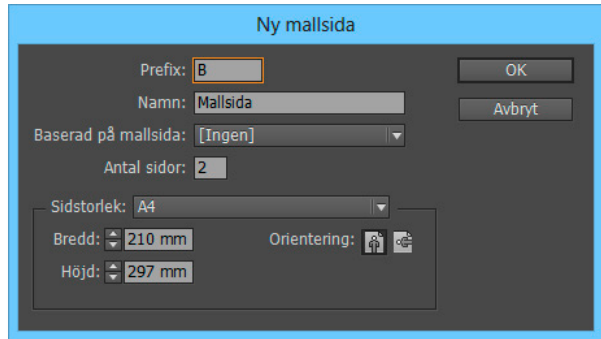 Ny mallsida
Prefix: B
OK
Namn: Mallsida
Avbryt
Baserad på mallsida: [Ingen]
Antal sidor: 2
Sidstorlek: A4
Bredd: 210 mm Orientering:
Höjd: 297 mm